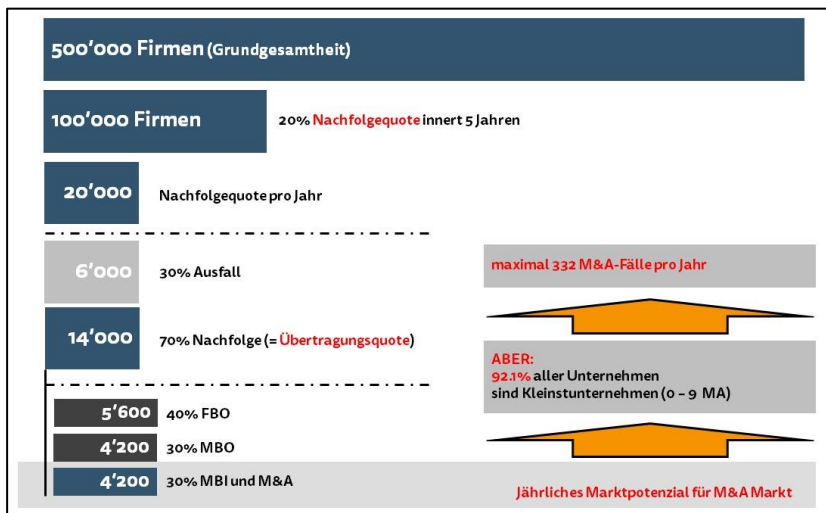 500’000 Firmen (Grundgesamtheit)
100’000 Firmen
20% Nachfolgequote innert 5 Jahren
20’000
Nachfolgequote pro Jahr
6’000
30% Ausfall
maximal 332 M&A-Fälle pro Jahr
14’000
70% Nachfolge (= Übertragungsquote)
ABER:
92.1% aller Unternehmen
sind Kleinstunternehmen (0 – 9 MA)
5’600
40% FBO
4’200
30% MBO
4’200
30% MBI und M&A
Jährliches Marktpotenzial für M&A Markt